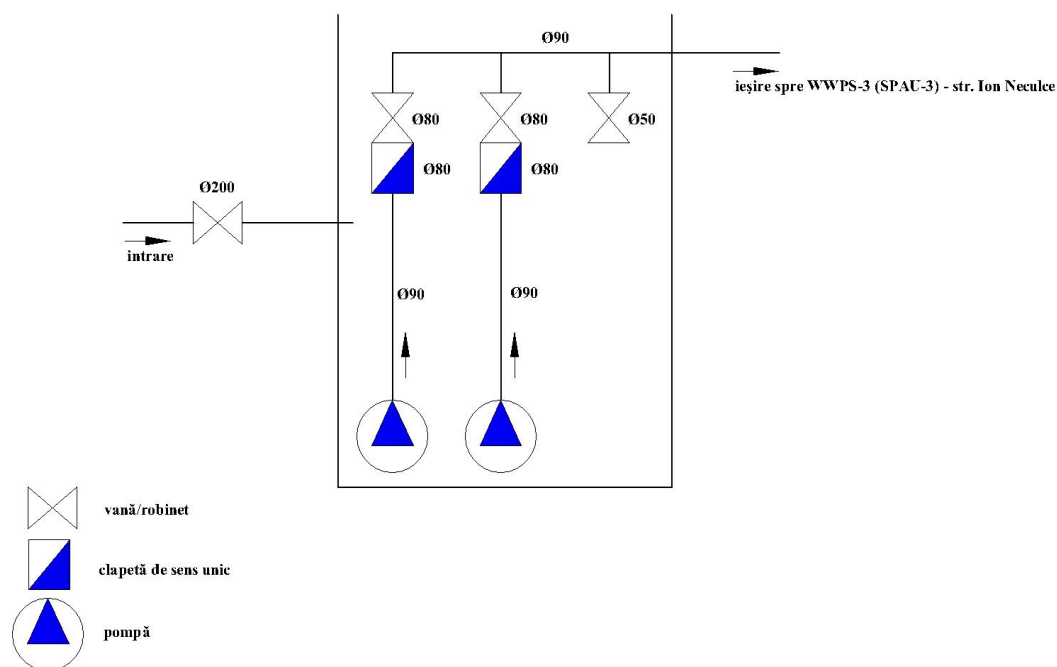 Ø90
ieşire spre WWPS-3 (SPAU-3) - str. Ion Neculce
Ø80
Ø80
Ø50
Ø80
Ø80
Ø200
intrare
Ø90
Ø90
vană/robinet
clapetă de sens unic
pompă